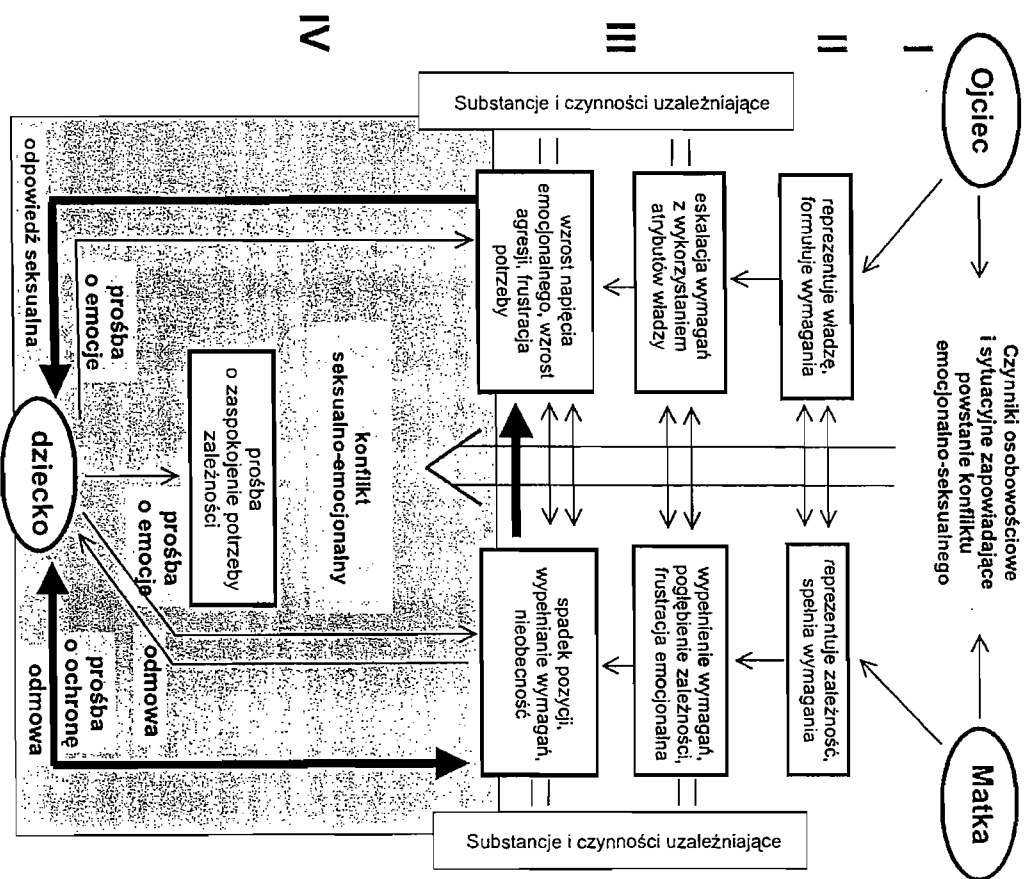 I
II
III
IV
Ojciec
Czynniki osobowościowe
i sytuacyjne zapowiadające
powstanie konfliktu
emocjonalno-seksualnego
Matka
reprezentuje władzę,
formułuje wymagania
reprezentuje zależność,
spełnia wymagania
Substancje i czynności uzależniające
eskalacja wymagań
z wykorzystaniem
atrybutów władzy
wypełnienie wymagań,
pogłębienie zależności,
frustracja emocjonalna
wzrost napięcia
emocjonalnego, wzrost
agresji, frustracja
potrzeby
spadek pozycji,
wypełnianie wymagań,
nieobecność
Substancje i czynności uzależniające
konflikt
seksualno-emocjonalny
prośba
o zaspokojenie potrzeby
zależności
prośba
o emocje
odpowiedź seksualna
prośba
o emocje
odmowa
prośba
o ochronę
odmowa
dziecko